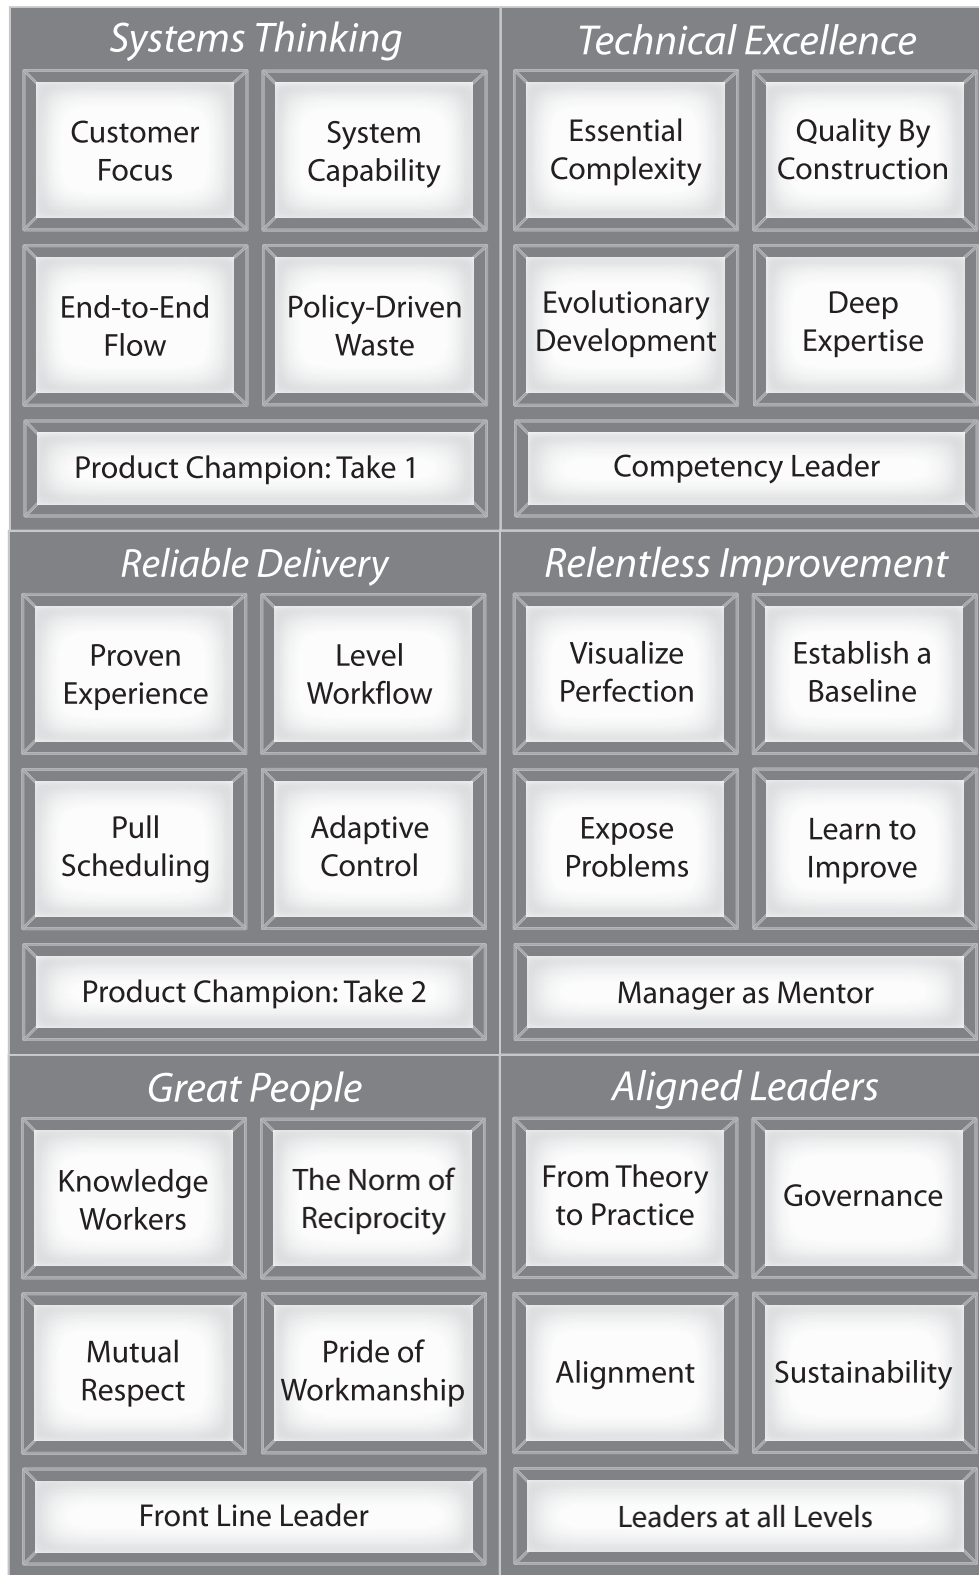 Systems Thinking
Customer
Focus
System
Capability
End-to-End
Flow
Policy-Driven
Waste
Product Champion: Take 1
Technical Excellence
Essential
Complexity
Quality By
Construction
Evolutionary
Development
Deep
Expertise
Competency Leader
Reliable Delivery
Proven
Experience
Level
Workflow
Pull
Scheduling
Adaptive
Control
Product Champion: Take 2
Relentless Improvement
Visualize
Perfection
Establish a
Baseline
Expose
Problems
Learn to
Improve
Manager as Mentor
Great People
Knowledge
Workers
The Norm of
Reciprocity
Mutual
Respect
Pride of
Workmanship
Front Line Leader
Aligned Leaders
From Theory
to Practice
Governance
Alignment
Sustainability
Leaders at all Levels